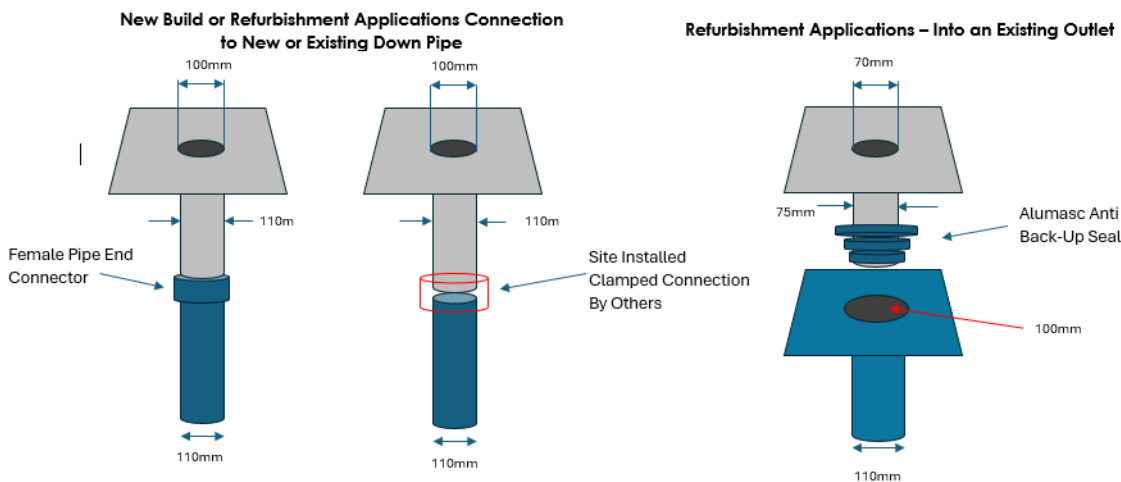 New Build or Refurbishment Applications Connection
to New or Existing Down Pipe
100mm
100mm
110m
110m
Female Pipe End
Connector
Site Installed
Clamped Connection
By Others
110mm
110mm
Refurbishment Applications – Into an Existing Outlet
70mm
75mm
Alumasc Anti
Back-Up Seal
100mm
110mm